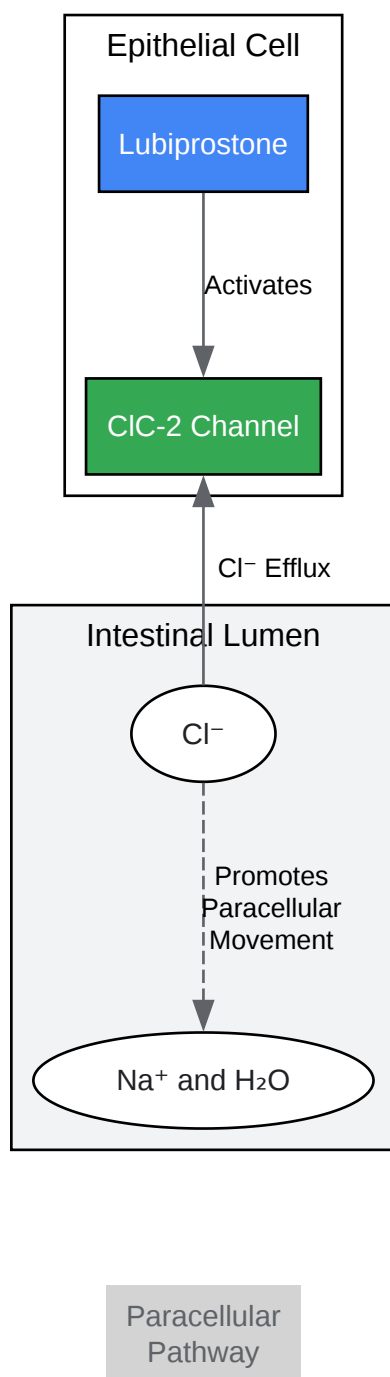 Epithelial Cell
Lubiprostone
Activates
ClC-2 Channel
Cl⁻ Efflux
Intestinal Lumen
Cl⁻
Promotes
Paracellular
Movement
Na⁺ and H₂O
Paracellular
Pathway